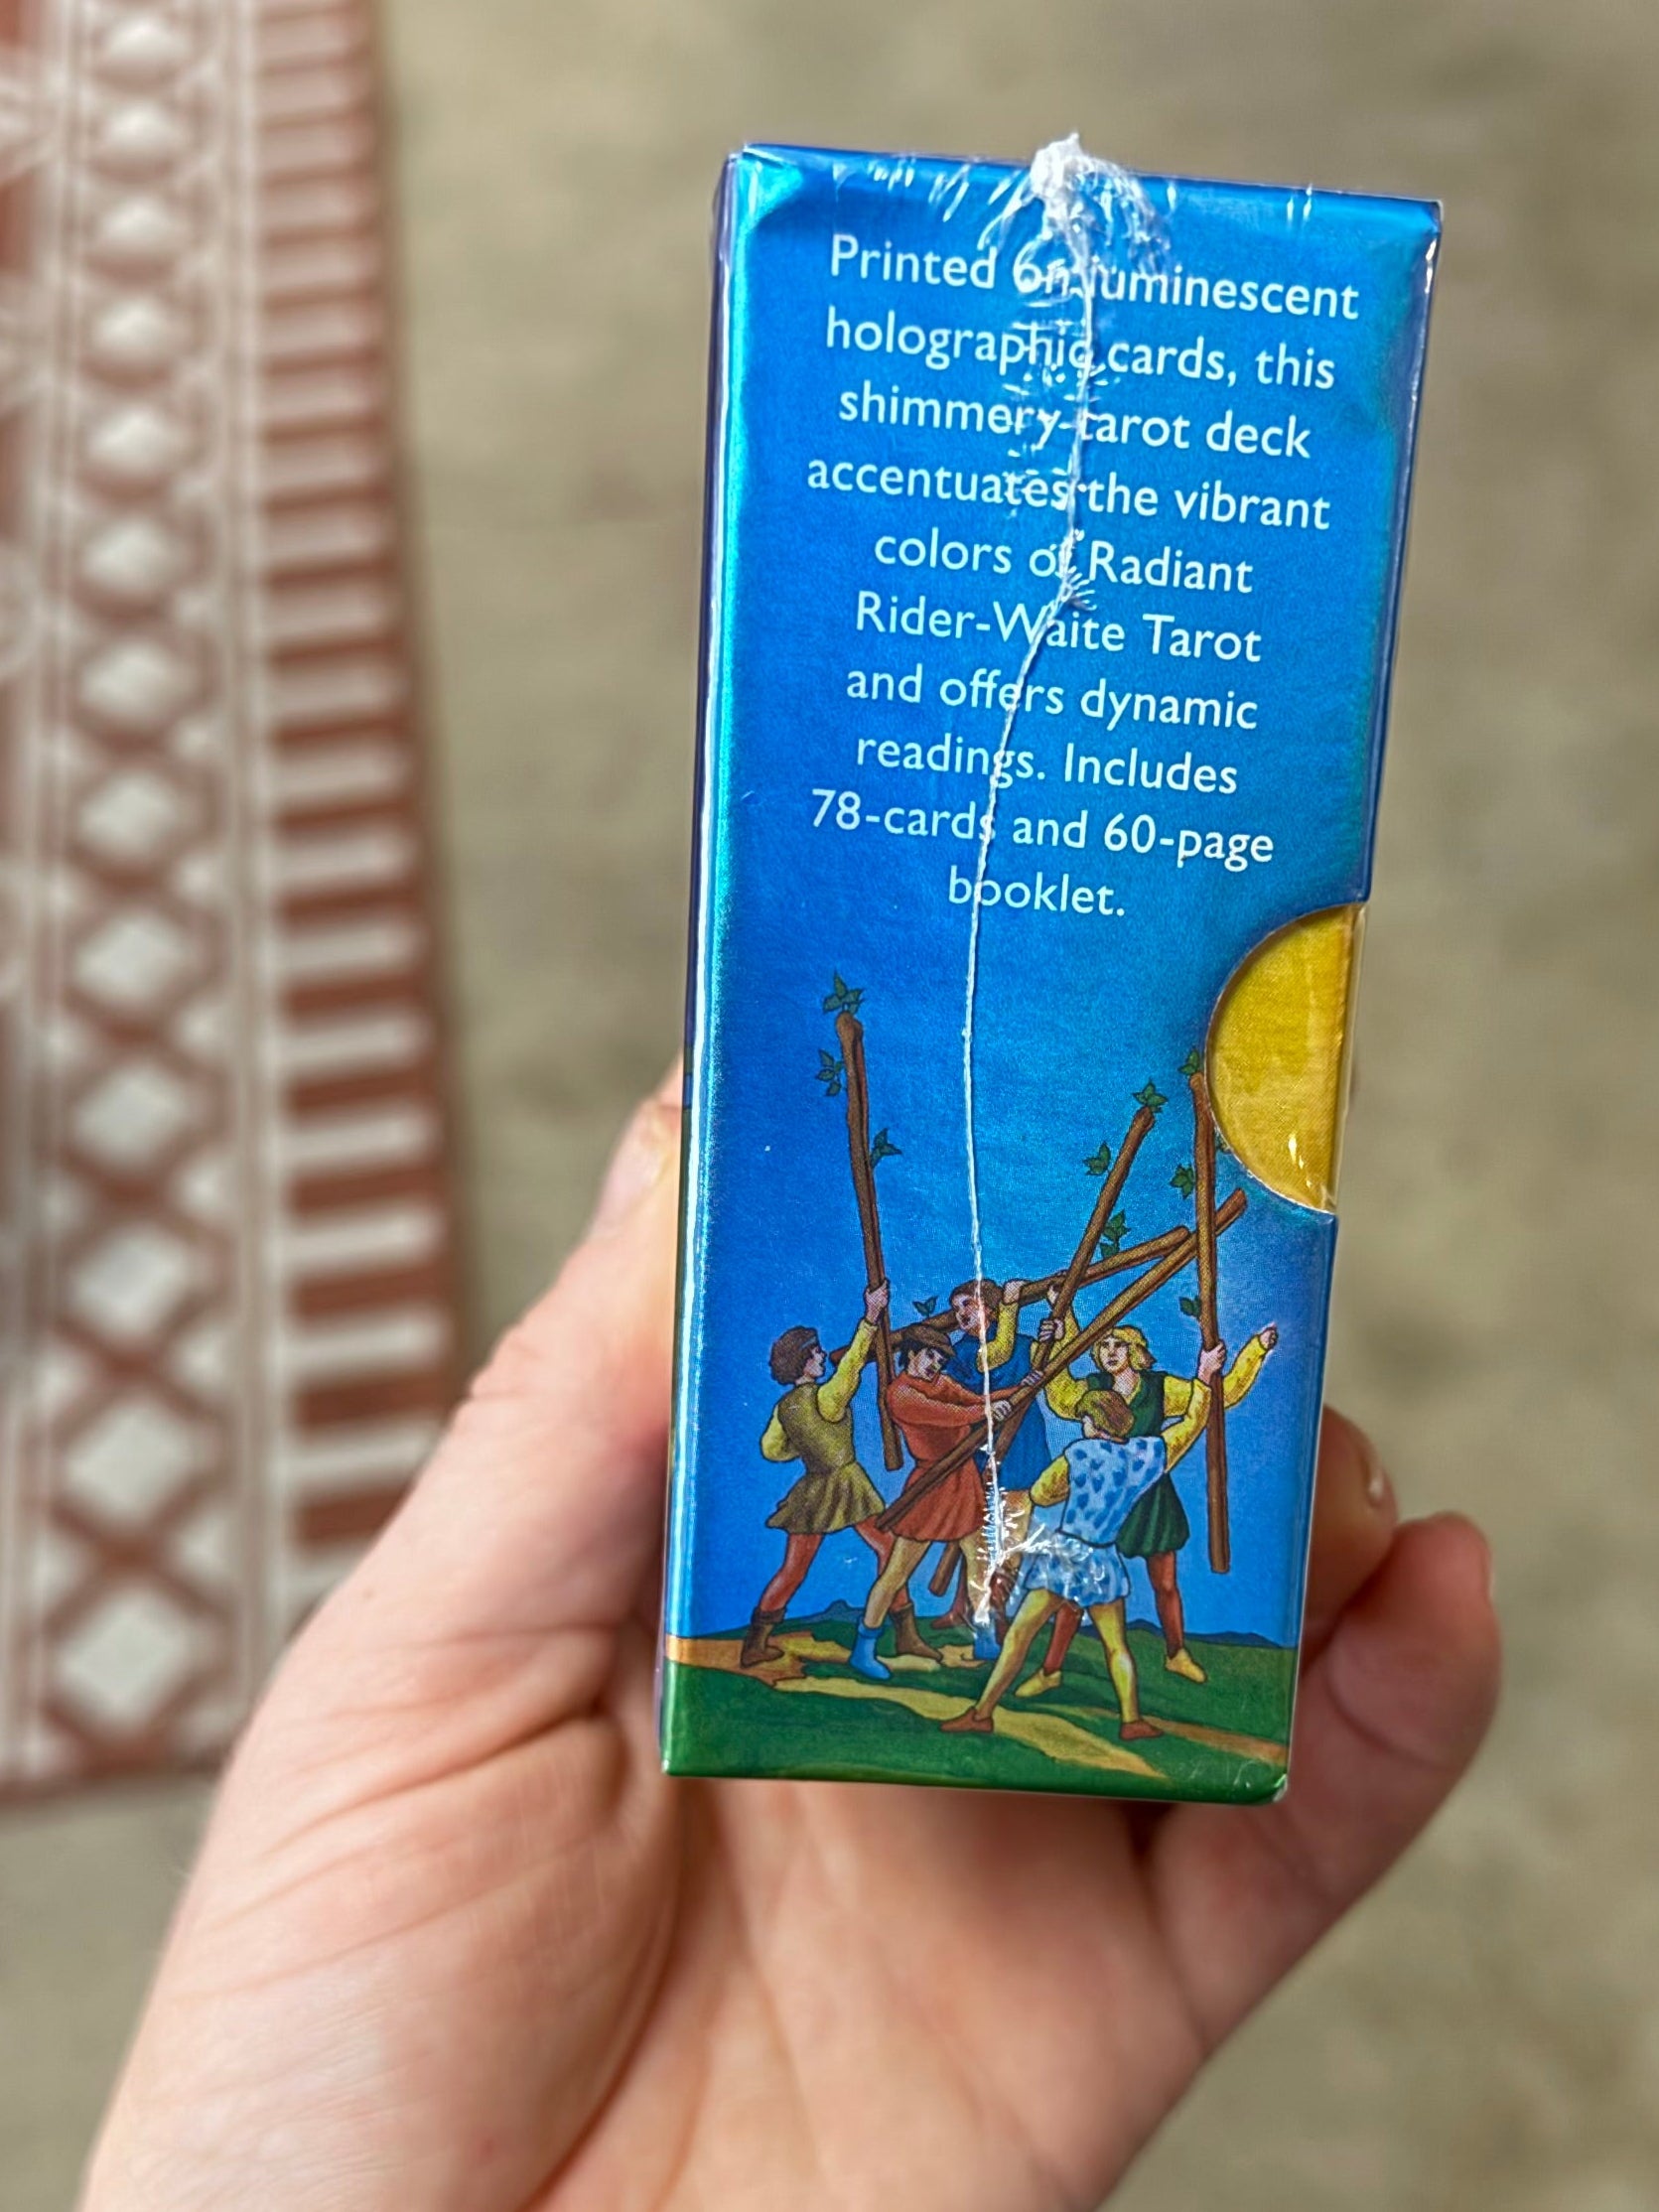 Printed on luminescent
holographic cards, this
shimmery tarot deck
accentuates the vibrant
colors of Radiant
Rider-Waite Tarot
and offers dynamic
readings. Includes
78-cards and 60-page
booklet.